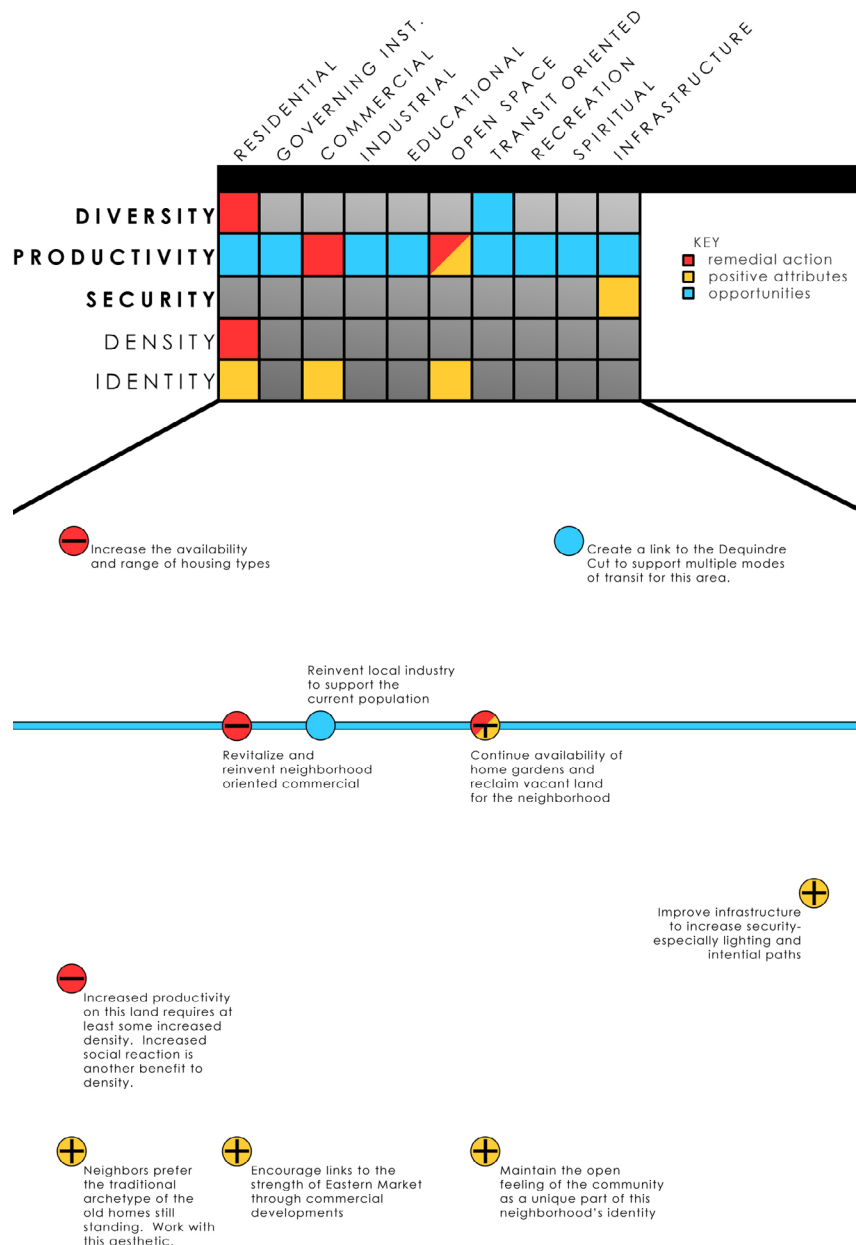 RESIDENTIAL
GOVERNING INST.
COMMERCIAL
INDUSTRIAL
EDUCATIONAL
OPEN SPACE
TRANSIT ORIENTED
RECREATION
SPIRITUAL
INFRASTRUCTURE
DIVERSITY
PRODUCTIVITY
SECURITY
DENSITY
IDENTITY
KEY
remedial action
positive attributes
opportunities
Increase the availability
and range of housing types
Create a link to the Dequindre
Cut to support multiple modes
of transit for this area.
Reinvent local industry
to support the
current population
Revitalize and
reinvent neighborhood
oriented commercial
Continue availability of
home gardens and
reclaim vacant land
for the neighborhood
Improve infrastructure
to increase security-
especially lighting and
intential paths
Increased productivity
on this land requires at
least some increased
density. Increased
social reaction is
another benefit to
density.
Neighbors prefer
the traditional
archetype of the
old homes still
standing. Work with
this aesthetic.
Encourage links to the
strength of Eastern Market
through commercial
developments
Maintain the open
feeling of the community
as a unique part of this
neighborhood's identity